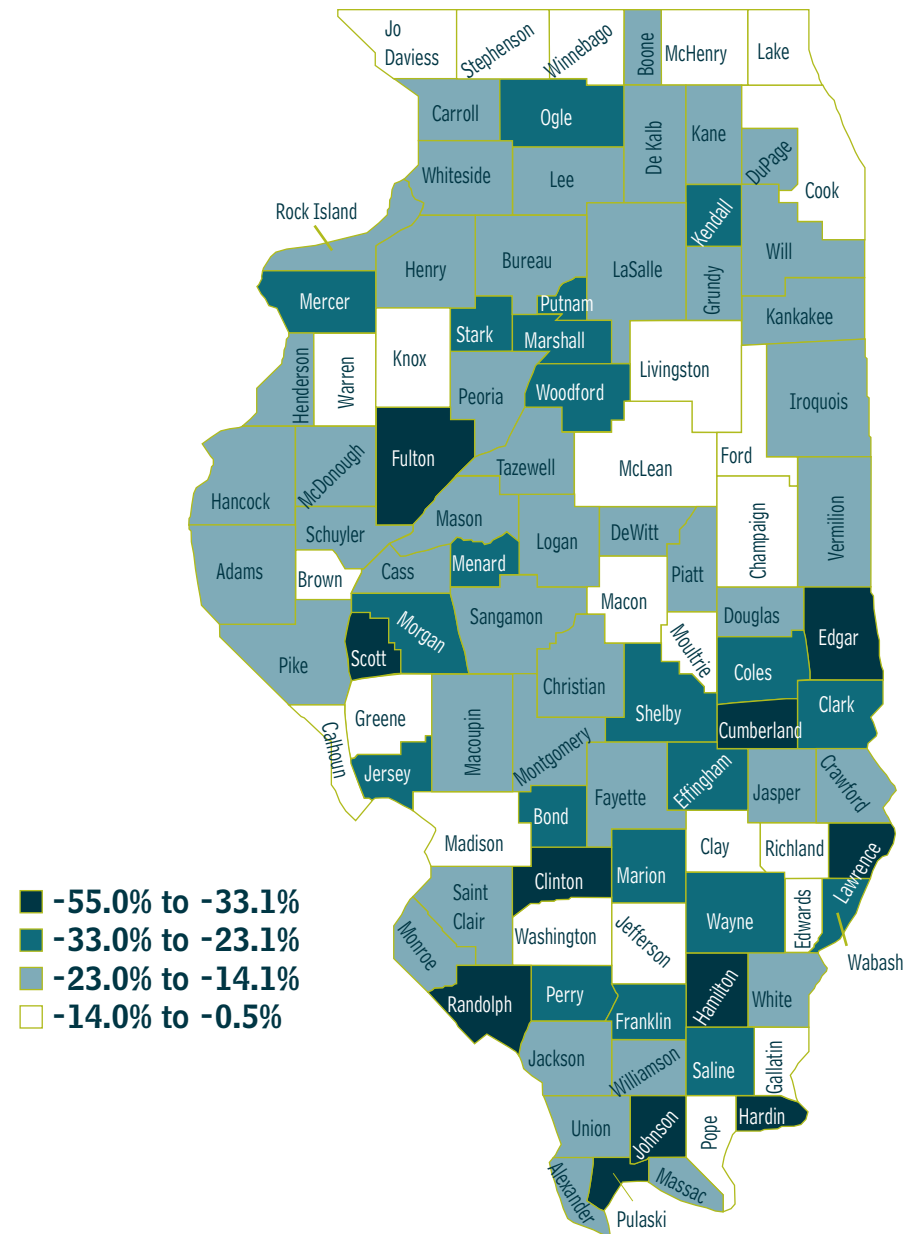 Jo
Daviess
Stephenson
Winnebago
Boone
McHenry
Lake
Carroll
Ogle
De Kalb
Kane
DuPage
Cook
Whiteside
Lee
Rock Island
Kendall
Will
Henry
Bureau
LaSalle
Grundy
Mercer
Putnam
Kankakee
Stark
Marshall
Henderson
Warren
Knox
Peoria
Woodford
Livingston
Iroquois
Fulton
Tazewell
McLean
Ford
Hancock
McDonough
Mason
Logan
DeWitt
Piatt
Champaign
Vermilion
Schuyler
Adams
Brown
Cass
Menard
Macon
Sangamon
Douglas
Edgar
Pike
Scott
Morgan
Moultrie
Coles
Christian
Shelby
Clark
Cumberland
Greene
Calhoun
Macoupin
Montgomery
Jersey
Effingham
Jasper
Crawford
Fayette
Bond
Madison
Clay
Richland
Lawrence
Clinton
Marion
-55.0% to -33.1%
-33.0% to -23.1%
-23.0% to -14.1%
-14.0% to -0.5%
Saint
Clair
Monroe
Washington
Jefferson
Wayne
Edwards
Wabash
Randolph
Perry
Franklin
Hamilton
White
Jackson
Williamson
Saline
Gallatin
Union
Johnson
Pope
Hardin
Alexander
Pulaski
Massac